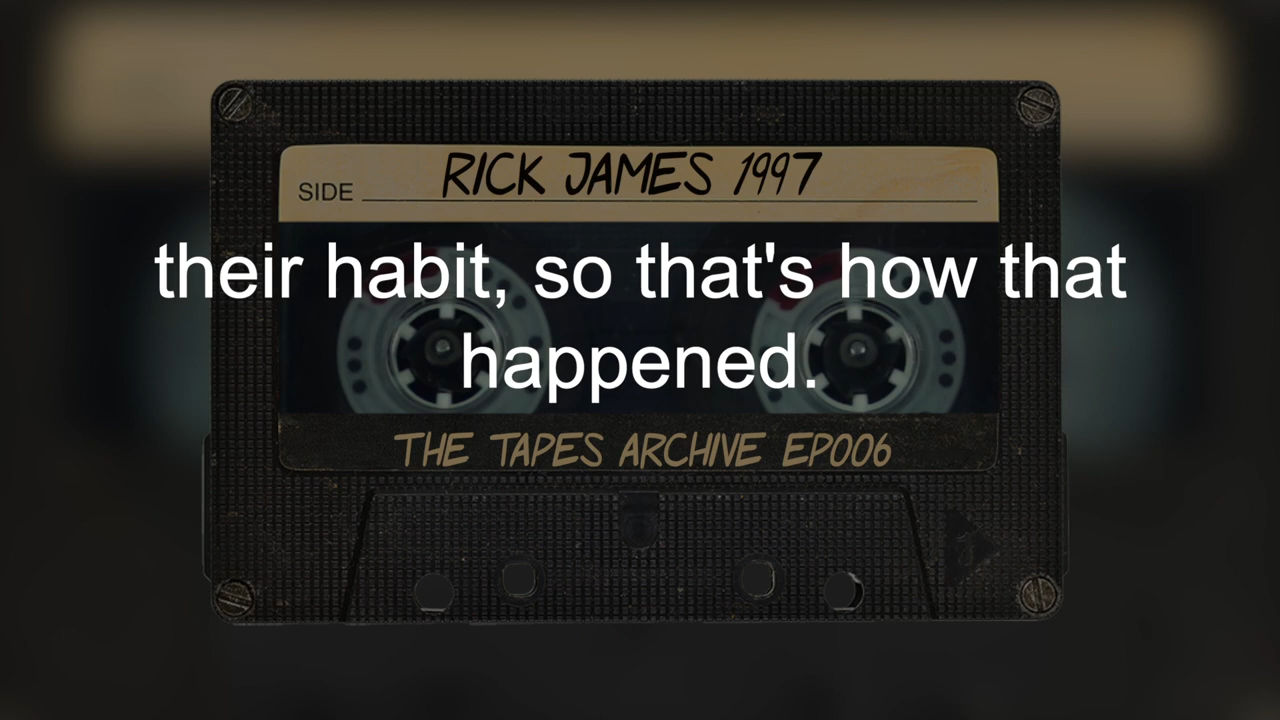 RICK JAMES 1997
SIDE
their habit, so that's how that
happened.
THE TAPES ARCHIVE EP006